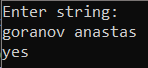 Enter string:
goranov anastas
yes